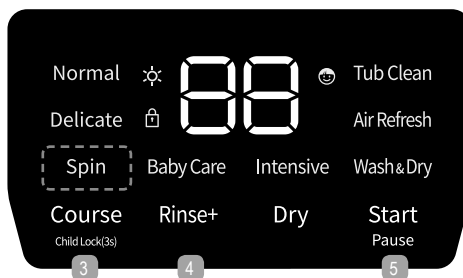 Normal 88 Tub Clean
Delicate Air Refresh
Spin Baby Care Intensive Wash&Dry
Course Rinse+ Dry Start
Child Lock(3s) Pause
3 4 5